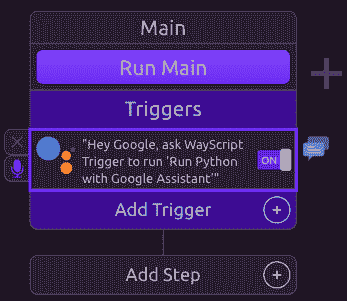 Main
Run Main
Triggers
"Hey Google, ask WayScript
Trigger to run 'Run Python
with Google Assistant'"
ON
Add Trigger
Add Step